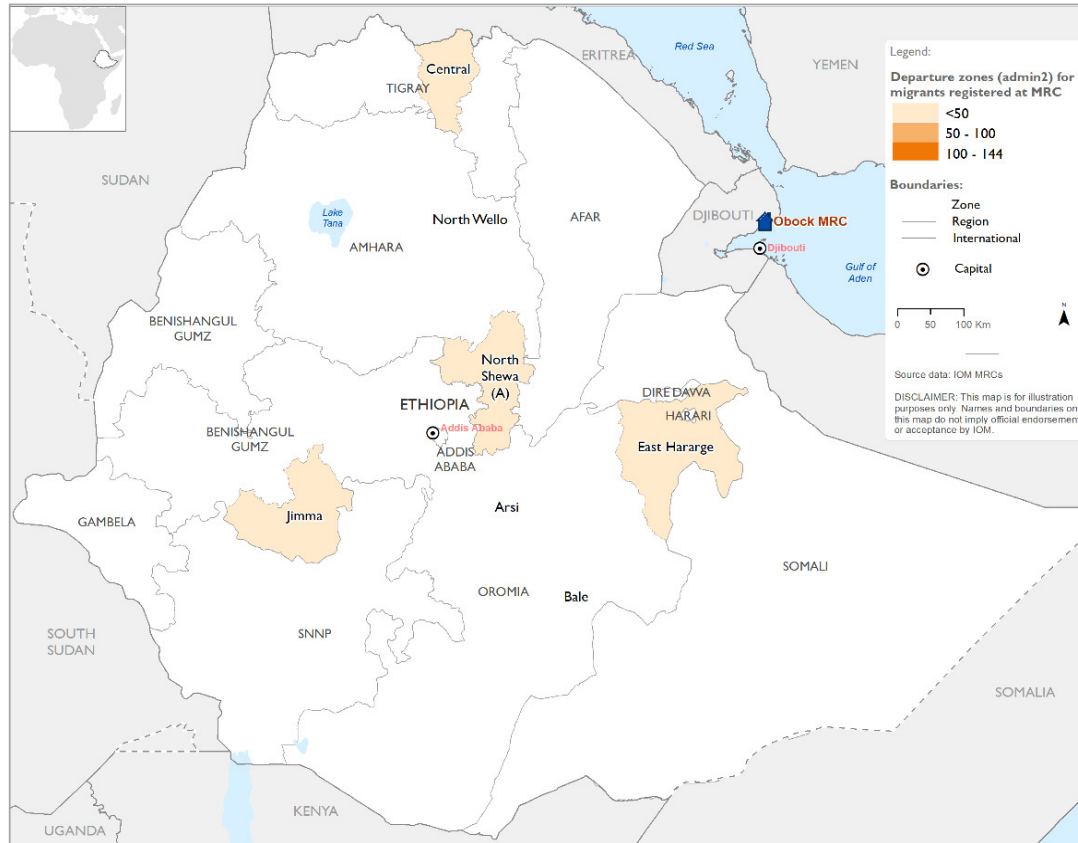 ERITREA
Red Sea
YEMEN
Central
TIGRAY
SUDAN
Lake
Tana
North Wello
AFAR
DJIBOUTI
Obock MRC
Djibouti
AMHARA
Gulf of
Aden
BENISHANGUL
GUMZ
North
Shewa
(A)
ETHIOPIA
DIRE DAWA
HARARI
BENISHANGUL
GUMZ
Addis Ababa
ADDIS
ABABA
East Hararge
Arsi
GAMBELA
Jimma
SOMALI
OROMIA
Bale
SNNP
SOUTH
SUDAN
SOMALIA
KENYA
UGANDA
Legend:
Departure zones (admin2) for
migrants registered at MRC
<50
50 - 100
100 - 144
Boundaries:
Zone
Region
International
Capital
N
0 50 100 Km
Source data: IOM MRCs
DISCLAIMER: This map is for illustration
purposes only. Names and boundaries on
this map do not imply official endorsement
or acceptance by IOM.